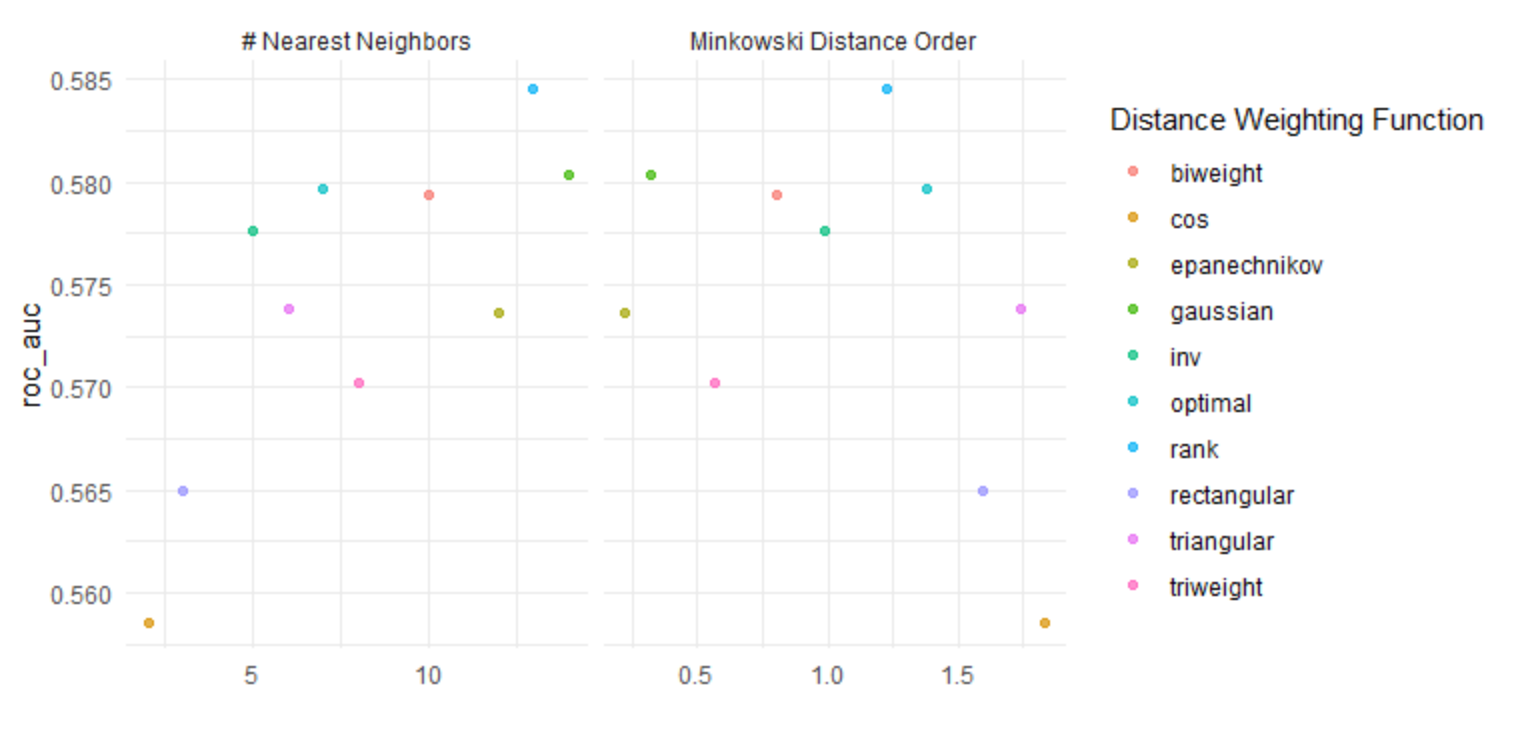 # Nearest Neighbors
Minkowski Distance Order
0.585
0.580
0.575
0.570
0.565
0.560
roc_auc
5
10
0.5
1.0
1.5
Distance Weighting Function
biweight
cos
epanechnikov
gaussian
inv
optimal
rank
rectangular
triangular
triweight